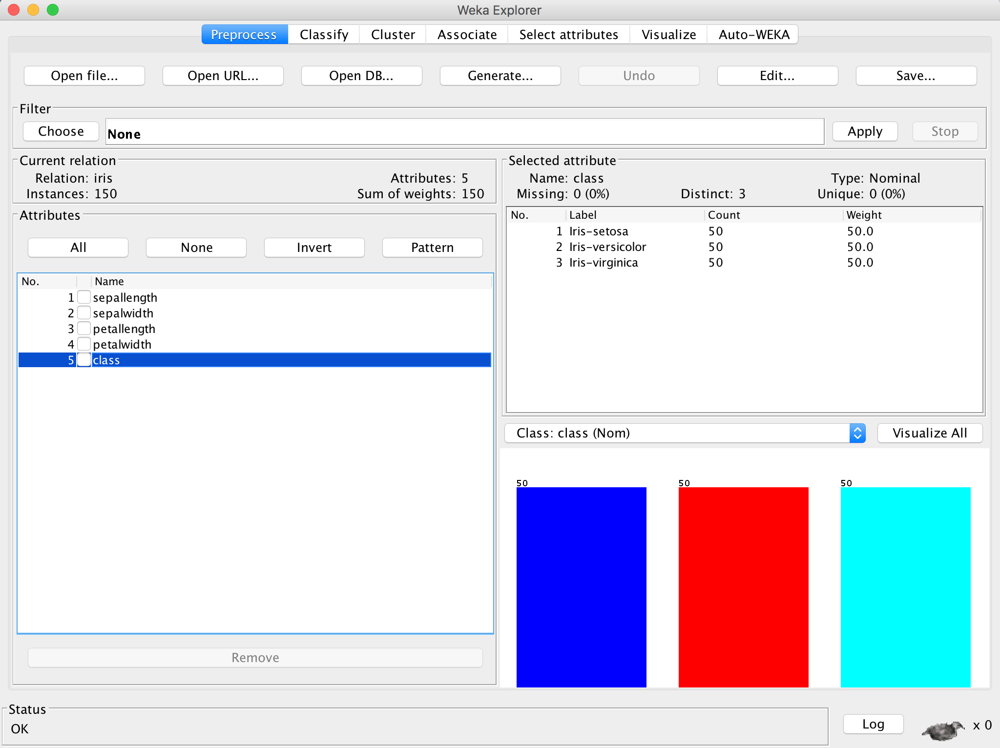 Weka Explorer
Preprocess Classify Cluster Associate Select attributes Visualize Auto-WEKA
Open file... Open URL... Open DB... Generate... Undo Edit... Save...
Filter
Choose None Apply Stop
Current relation
Relation: iris Attributes: 5
Instances: 150 Sum of weights: 150
Attributes
All None Invert Pattern
No. Name
1 sepallength
2 sepalwidth
3 petallength
4 petalwidth
5 class
Remove
Selected attribute
Name: class Type: Nominal
Missing: 0 (0%) Distinct: 3 Unique: 0 (0%)
No. Label Count Weight
1 Iris-setosa 50 50.0
2 Iris-versicolor 50 50.0
3 Iris-virginica 50 50.0
Class: class (Nom) Visualize All
50 50 50
Status
OK
Log x 0